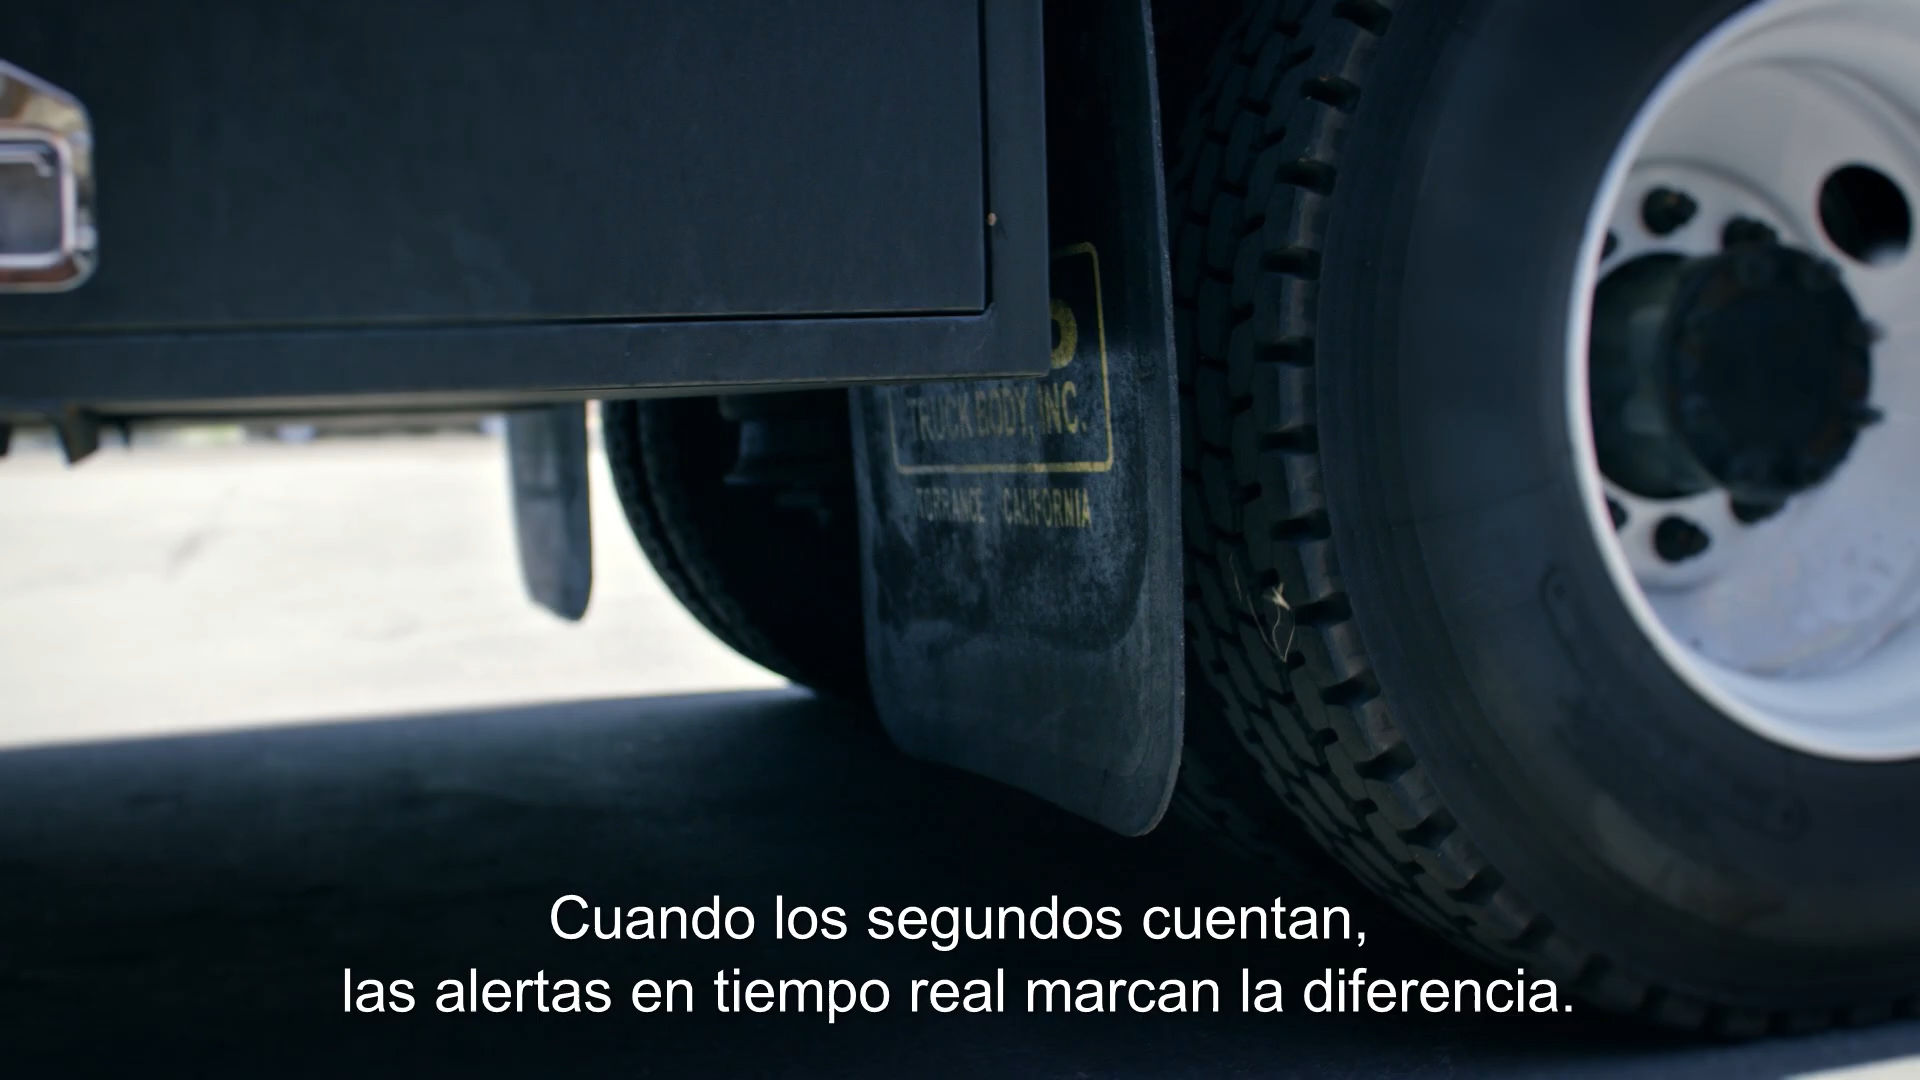 TRUCK BODY, INC.
TORRANCE CALIFORNIA
Cuando los segundos cuentan,
las alertas en tiempo real marcan la diferencia.